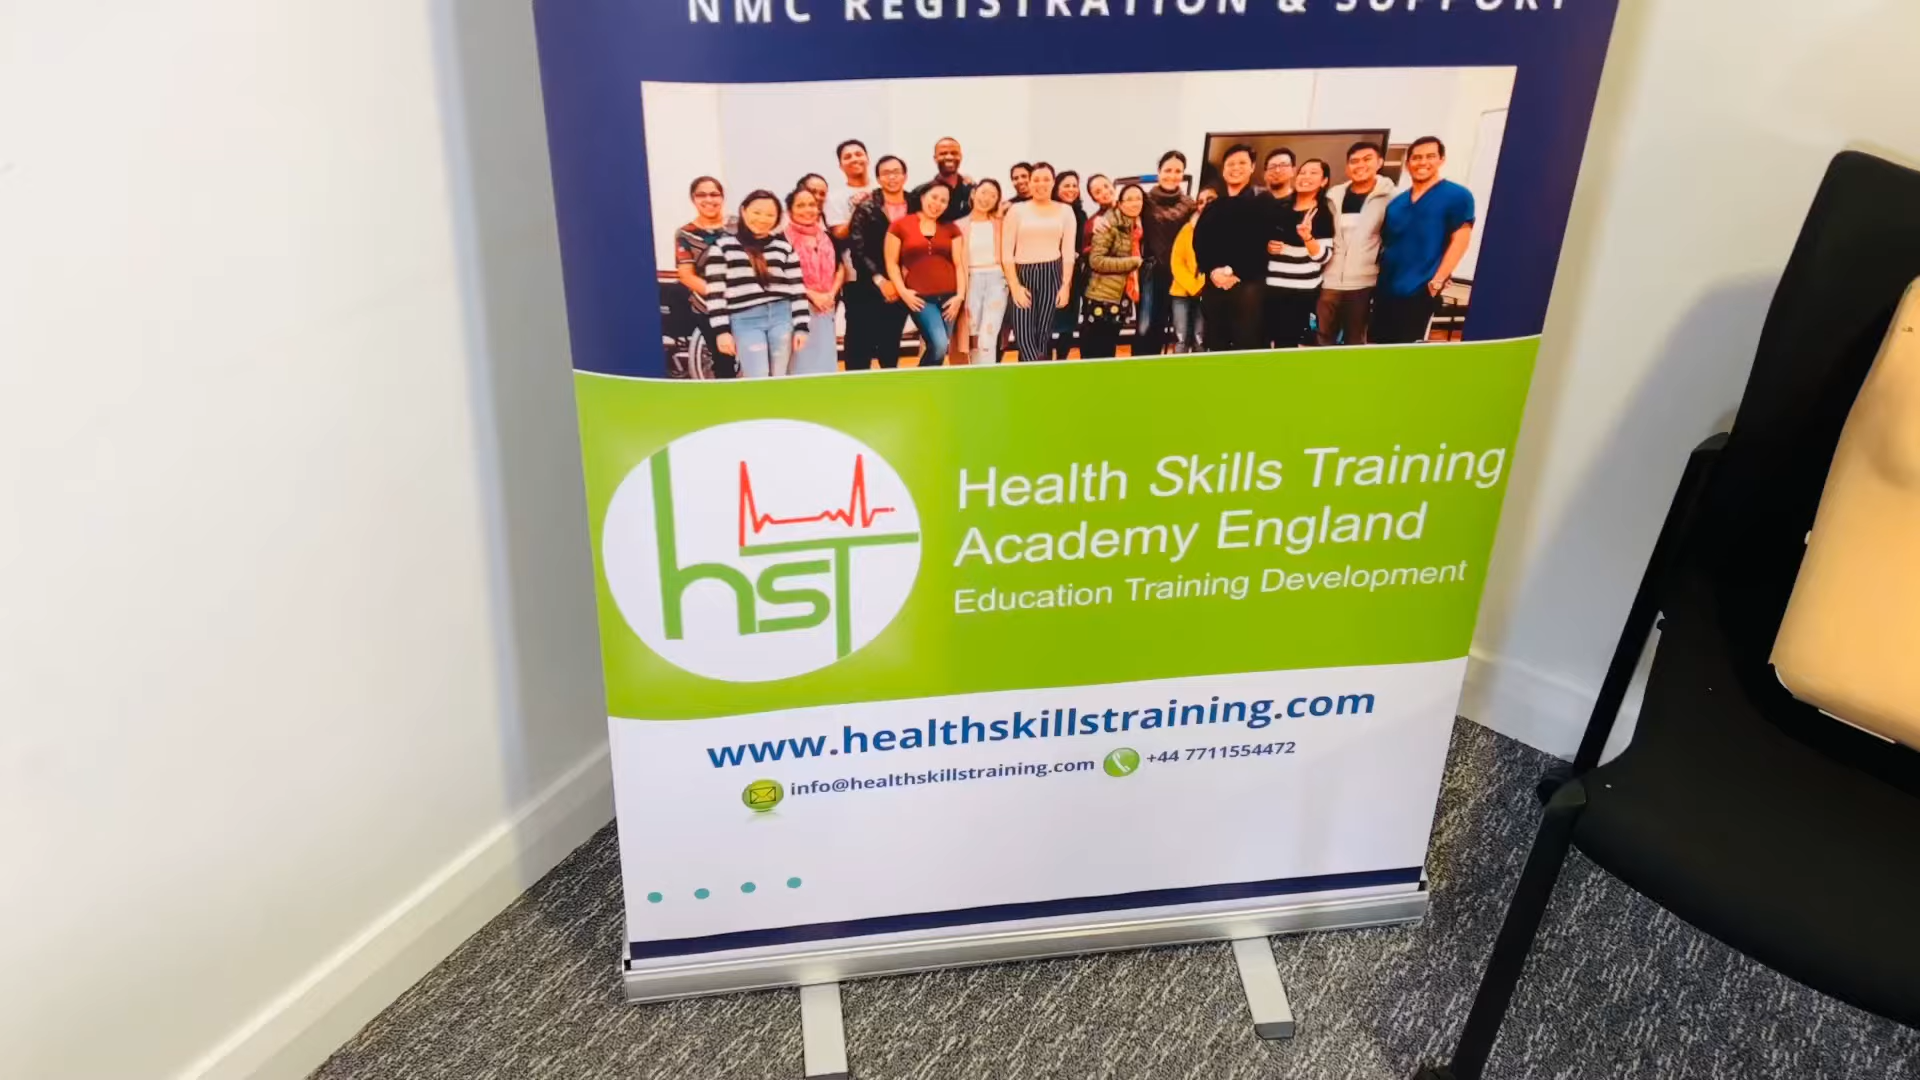 NMC REGISTRATION & SUPPORT
hsT
Health Skills Training
Academy England
Education Training Development
www.healthskillstraining.com
info@healthskillstraining.com +44 7711554472